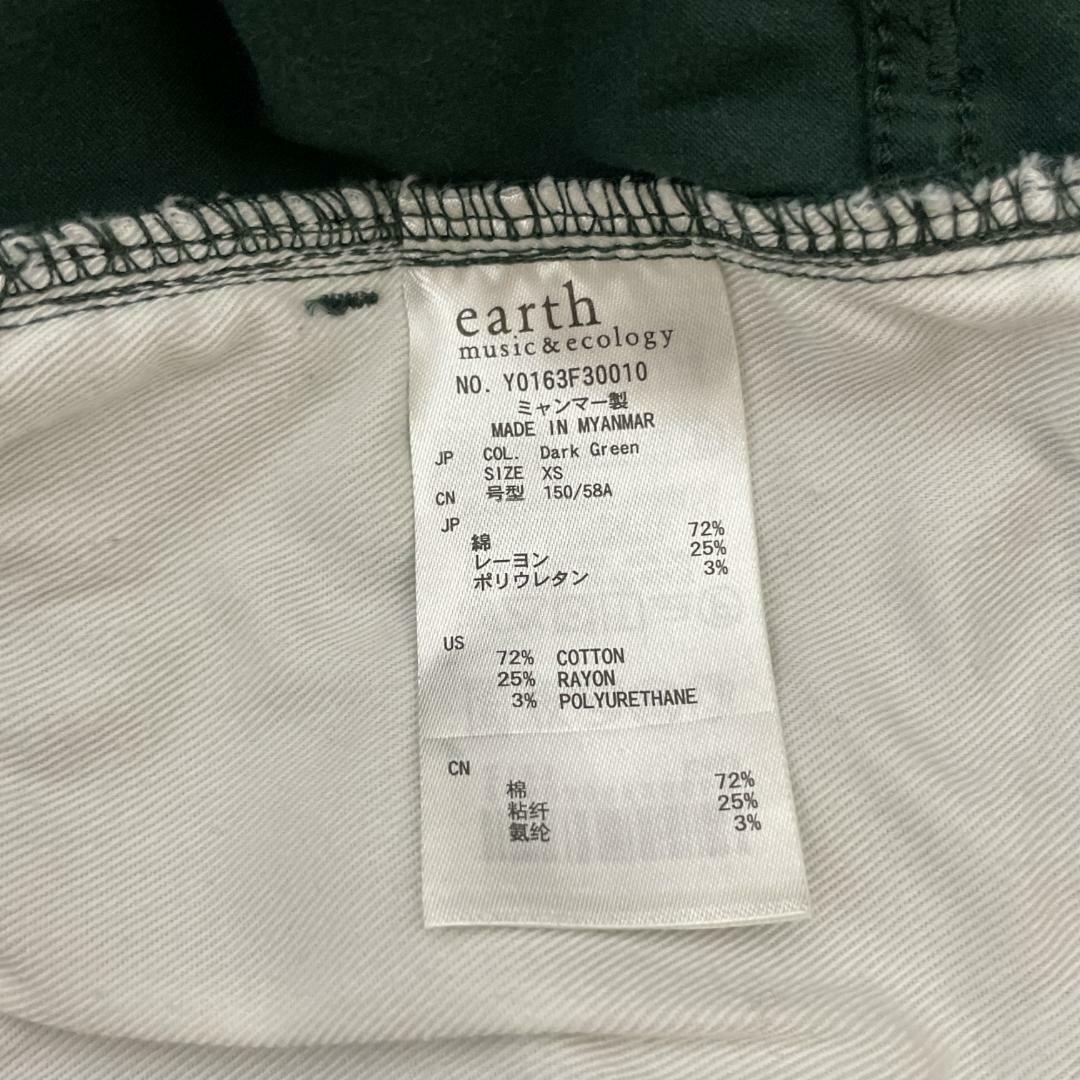 earth
music & ecology
NO. Y0163F30010
ミャンマー製
MADE IN MYANMAR
JP COL. Dark Green
SIZE XS
CN 号型 150/58A
JP
綿 72%
レーヨン 25%
ポリウレタン 3%
US
72% COTTON
25% RAYON
3% POLYURETHANE
CN
棉 72%
粘纤 25%
氨纶 3%